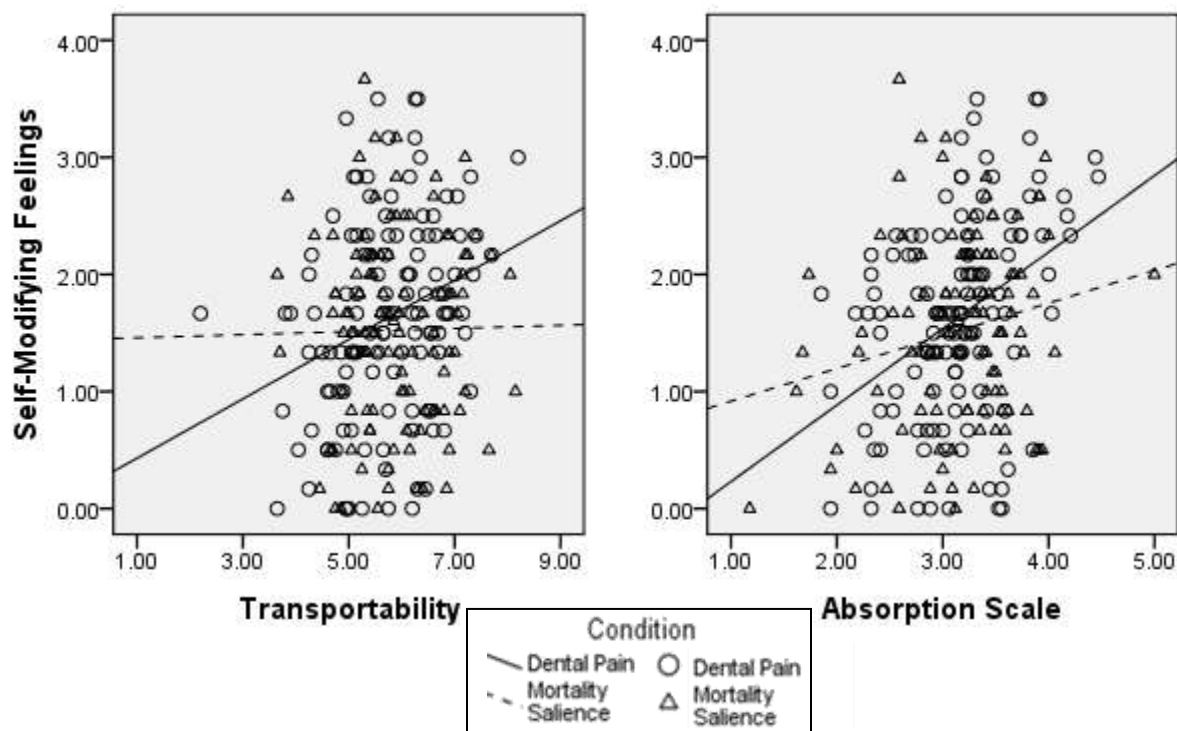 Self-Modifying Feelings
4.00
3.00
2.00
1.00
0.00
1.00 3.00 5.00 7.00 9.00
Transportability
4.00
3.00
2.00
1.00
0.00
1.00 2.00 3.00 4.00 5.00
Absorption Scale
Condition
Dental Pain Dental Pain
Mortality Mortality
Salience Salience